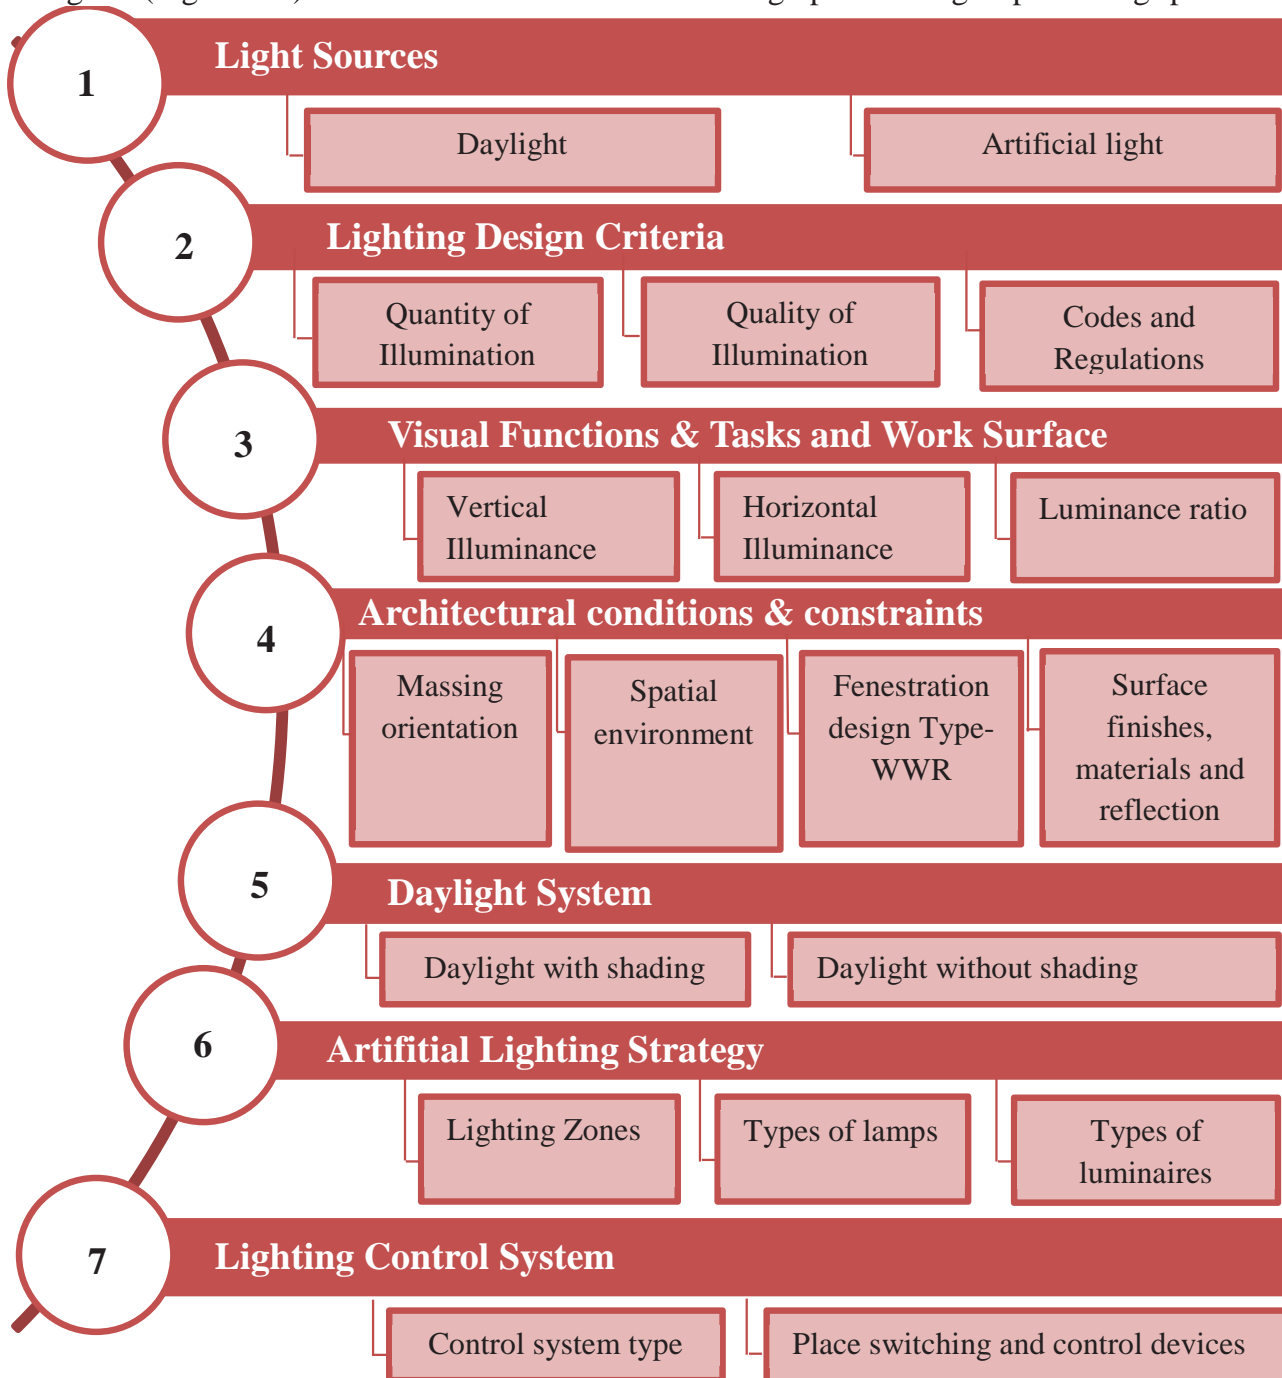 1
Light Sources
Daylight
Artificial light
2
Lighting Design Criteria
Quantity of
Illumination
Quality of
Illumination
Codes and
Regulations
3
Visual Functions & Tasks and Work Surface
Vertical
Illuminance
Horizontal
Illuminance
Luminance ratio
4
Architectural conditions & constraints
Massing
orientation
Spatial
environment
Fenestration
design Type-
WWR
Surface
finishes,
materials and
reflection
5
Daylight System
Daylight with shading
Daylight without shading
6
Artifitial Lighting Strategy
Lighting Zones
Types of lamps
Types of
luminaires
7
Lighting Control System
Control system type
Place switching and control devices